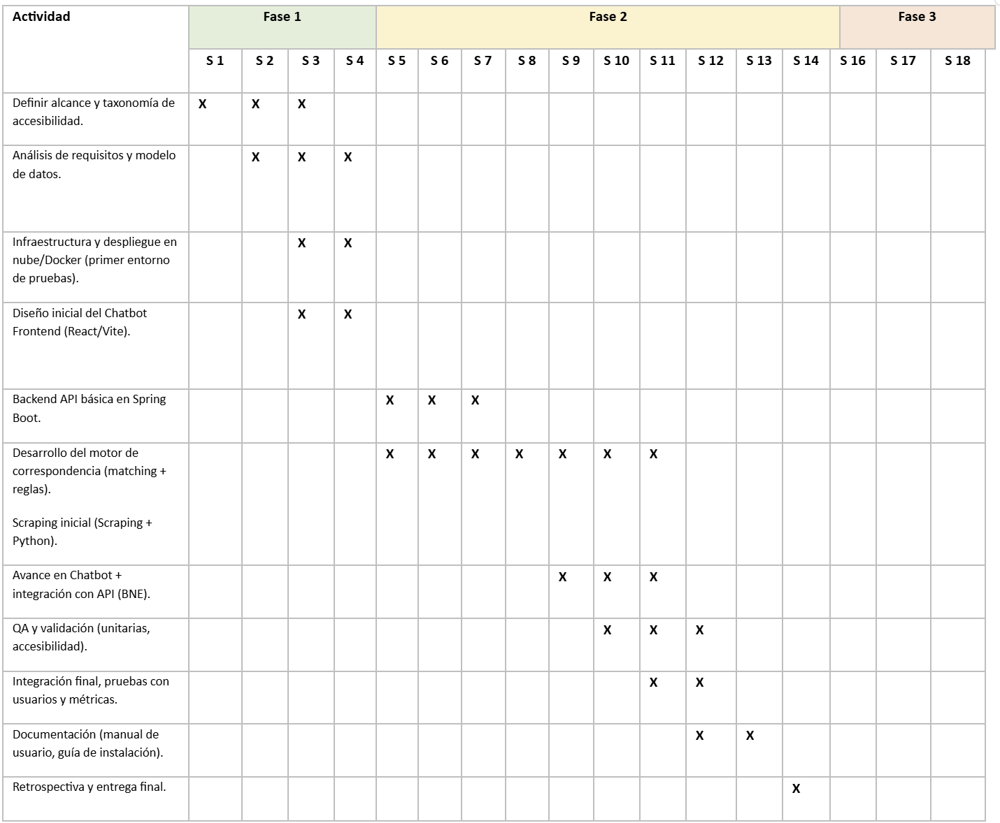 Actividad Fase 1 Fase 2 Fase 3
S 1 S 2 S 3 S 4 S 5 S 6 S 7 S 8 S 9 S 10 S 11 S 12 S 13 S 14 S 16 S 17 S 18
Definir alcance y taxonomía de X X X
accesibilidad.
Análisis de requisitos y modelo X X X
de datos.
Infraestructura y despliegue en X X
nube/Docker (primer entorno
de pruebas).
Diseño inicial del Chatbot X X
Frontend (React/Vite).
Backend API básica en Spring X X X
Boot.
Desarrollo del motor de X X X X X X X
correspondencia (matching +
reglas).
Scraping inicial (Scraping +
Python).
Avance en Chatbot + X X X
integración con API (BNE).
QA y validación (unitarias, X X X
accesibilidad).
Integración final, pruebas con X X
usuarios y métricas.
Documentación (manual de X X
usuario, guía de instalación).
Retrospectiva y entrega final. X